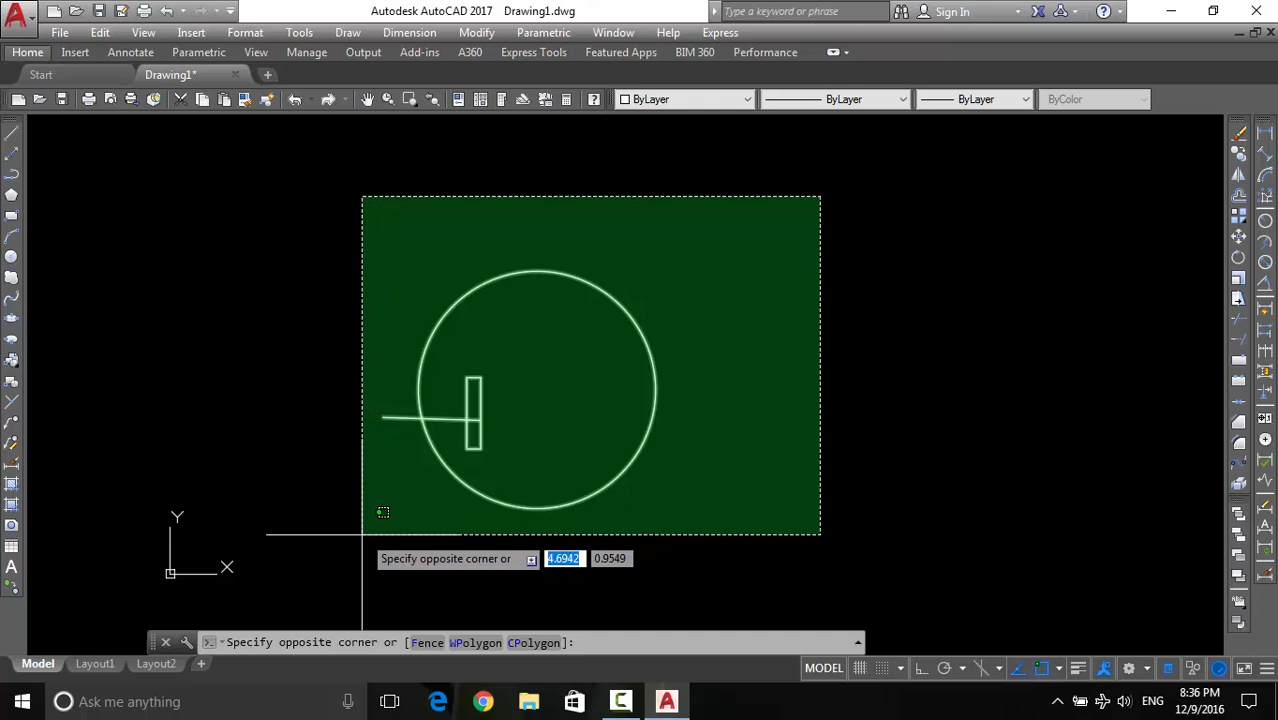 Autodesk AutoCAD 2017 Drawing1.dwg
Type a keyword or phrase
Sign In
File Edit View Insert Format Tools Draw Dimension Modify Parametric Window Help Express
Home Insert Annotate Parametric View Manage Output Add-ins A360 Express Tools Featured Apps BIM 360 Performance
Start Drawing1*
ByLayer ByLayer ByLayer ByColor
Y
X
Specify opposite corner or 4.6942 0.9549
Specify opposite corner or [Fence WPolygon CPolygon]:
Model Layout1 Layout2 + MODEL
Ask me anything
ENG
8:36 PM
12/9/2016